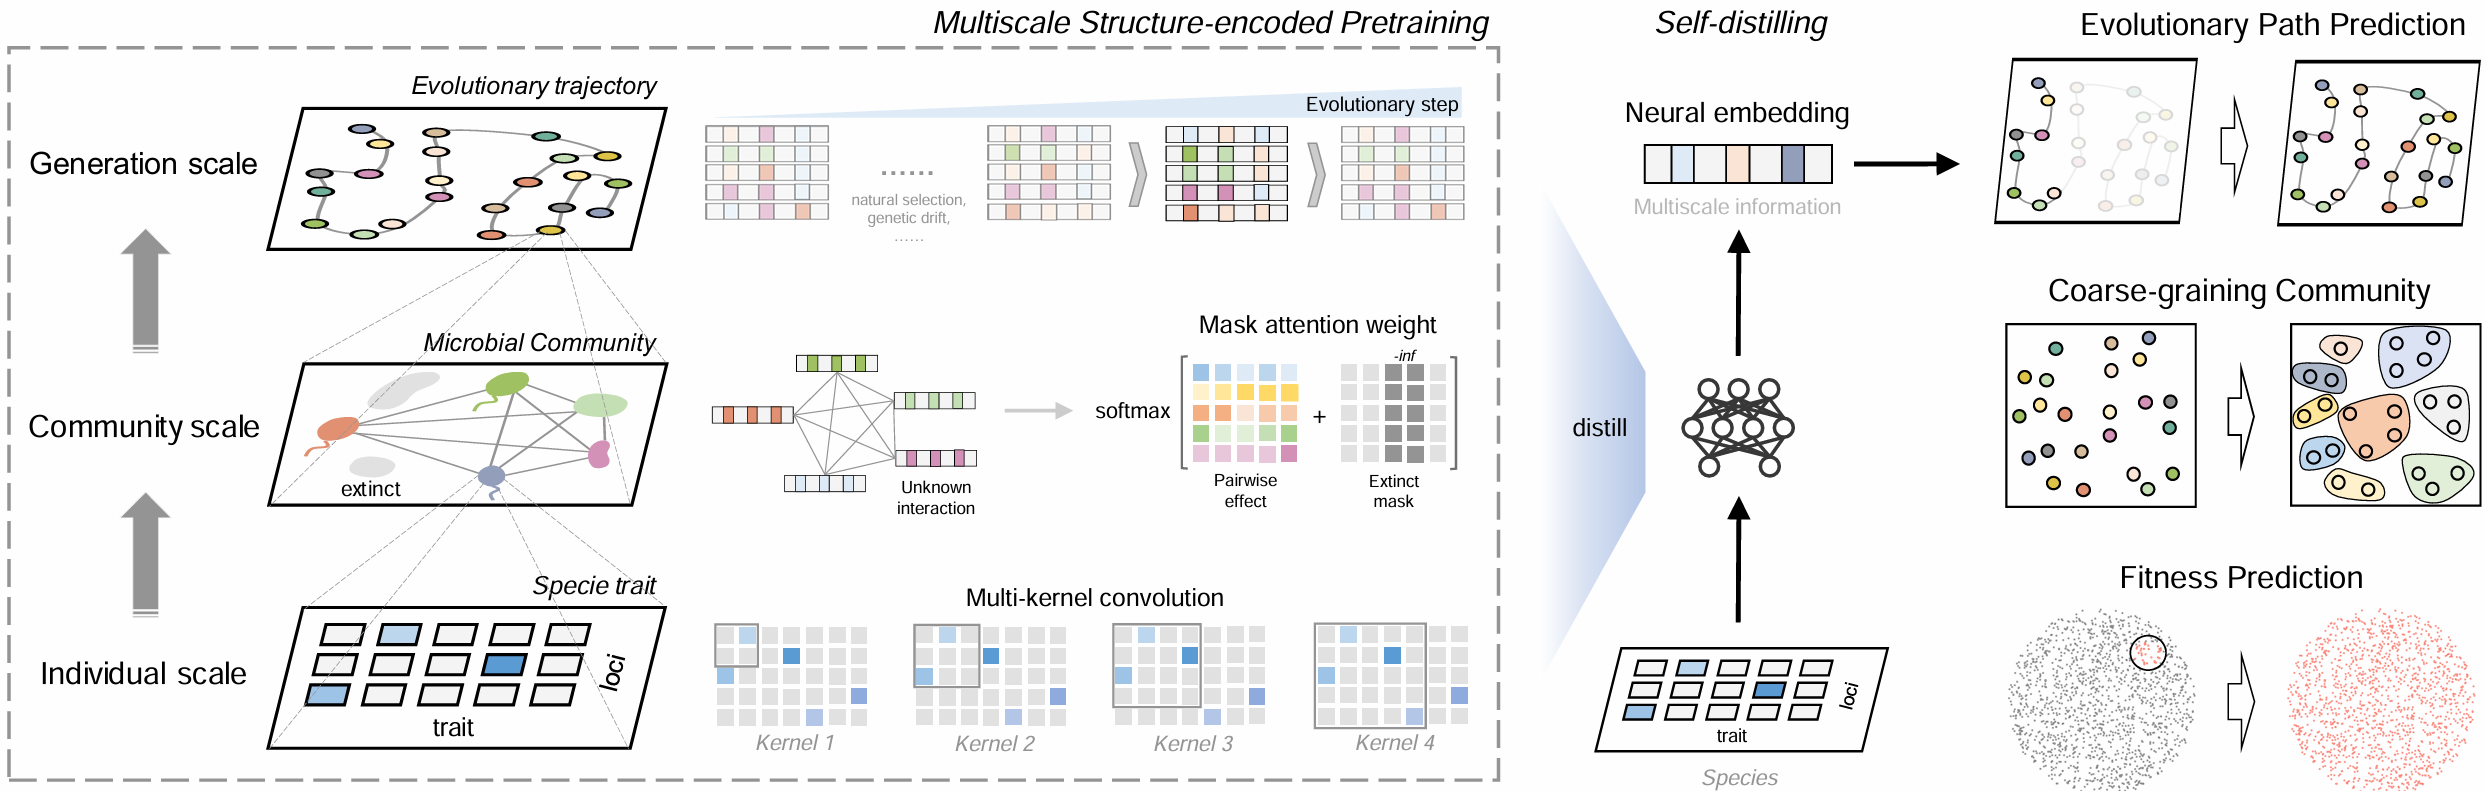 Multiscale Structure-encoded Pretraining
Self-distilling
Evolutionary Path Prediction
Evolutionary trajectory
Evolutionary step
Generation scale
......
natural selection,
genetic drift,
......
Neural embedding
Multiscale information
Microbial Community
Community scale
extinct
Unknown
interaction
Mask attention weight
-inf
softmax
+
Pairwise
effect
Extinct
mask
distill
Coarse-graining Community
Specie trait
Individual scale
loci
trait
Multi-kernel convolution
Kernel 1
Kernel 2
Kernel 3
Kernel 4
loci
trait
Species
Fitness Prediction